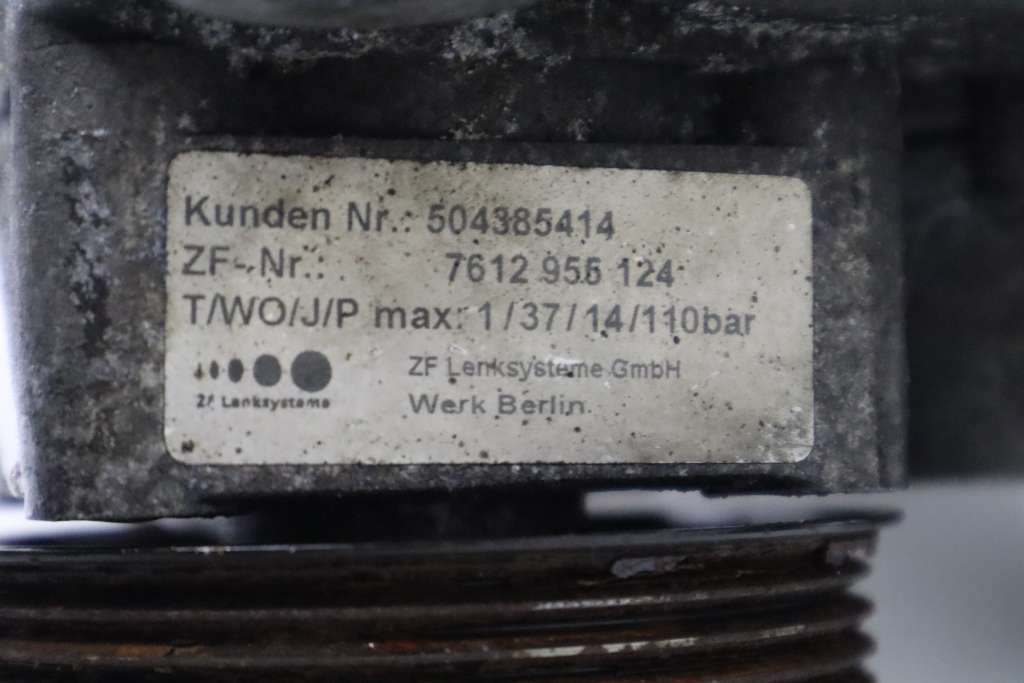 Kunden Nr.: 504385414
ZF-Nr.: 7612 955 124
T/WO/J/P max: 1/37/14/110bar
ZF Lenksysteme GmbH
ZF Lenksysteme
Werk Berlin